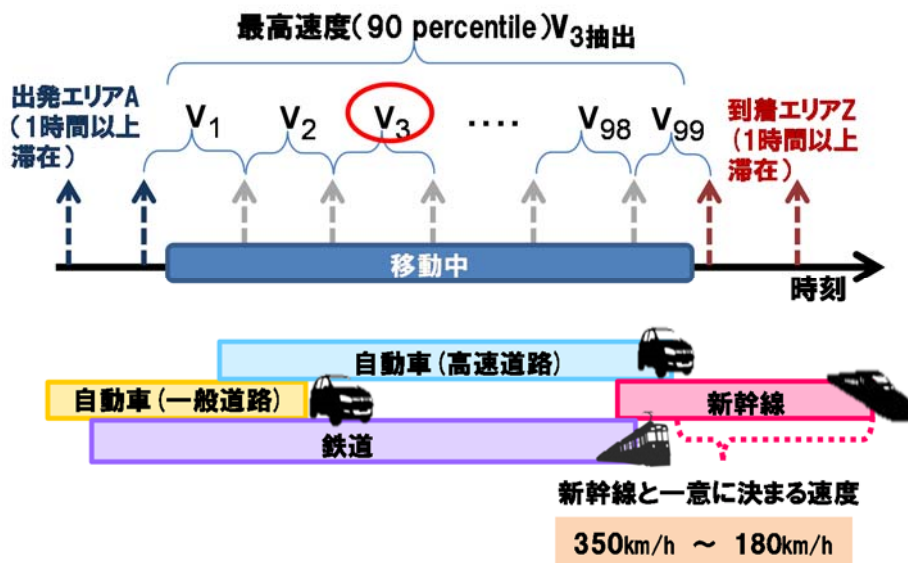 最高速度(90 percentile)V3抽出
出発エリアA
(1時間以上
滞在)
V1
V2
V3
‥‥
V98
V99
到着エリアZ
(1時間以上
滞在)
移動中
時刻
自動車(高速道路)
自動車(一般道路)
新幹線
鉄道
新幹線と一意に決まる速度
350km/h ～ 180km/h